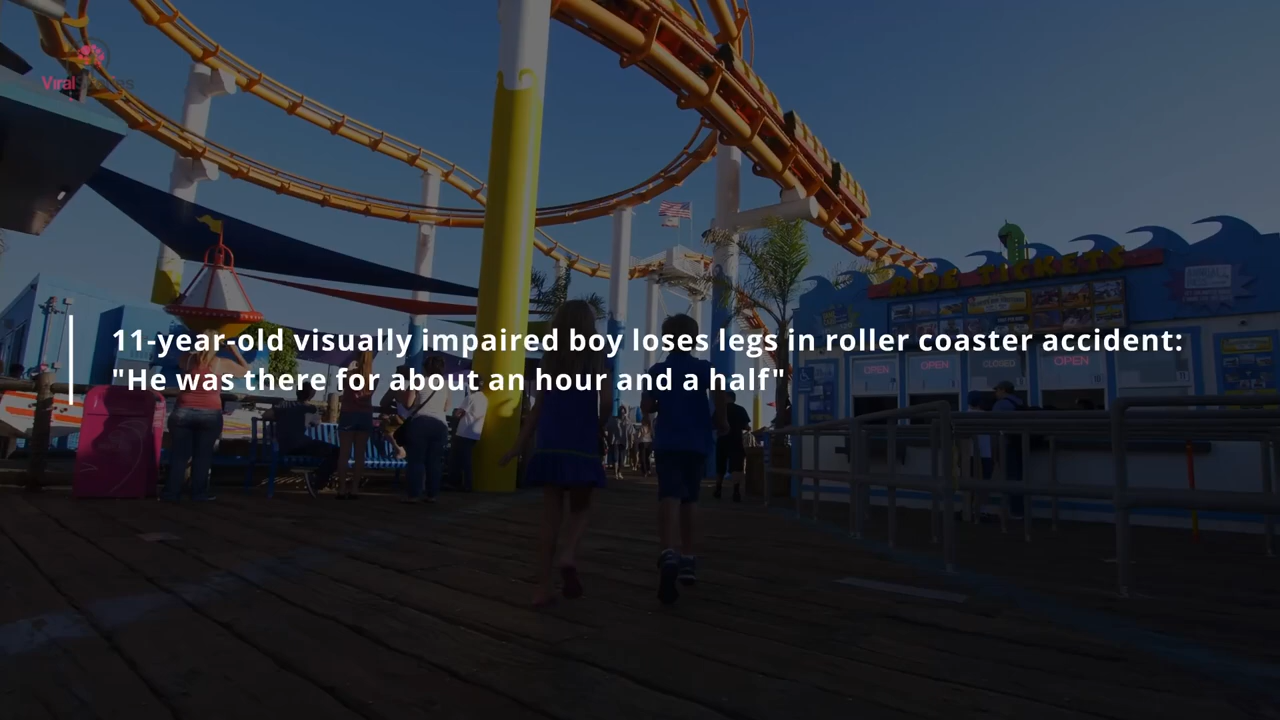 ViralStories
11-year-old visually impaired boy loses legs in roller coaster accident:
"He was there for about an hour and a half"
RIDE TICKETS
OPEN
OPEN
CLOSED
OPEN